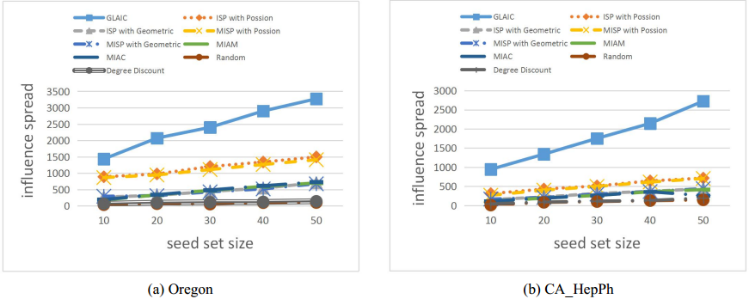 GLAIC
ISP with Possion
ISP with Geometric
MISP with Possion
MISP with Geometric
MIAM
MIAC
Random
Degree Discount
3500
3000
2500
2000
1500
1000
500
0
influence spread
10 20 30 40 50
seed set size
(a) Oregon
GLAIC
ISP with Possion
ISP with Geometric
MISP with Possion
MISP with Geometric
MIAM
MIAC
Random
Degree Discount
3000
2500
2000
1500
1000
500
0
influence spread
10 20 30 40 50
seed set size
(b) CA_HepPh